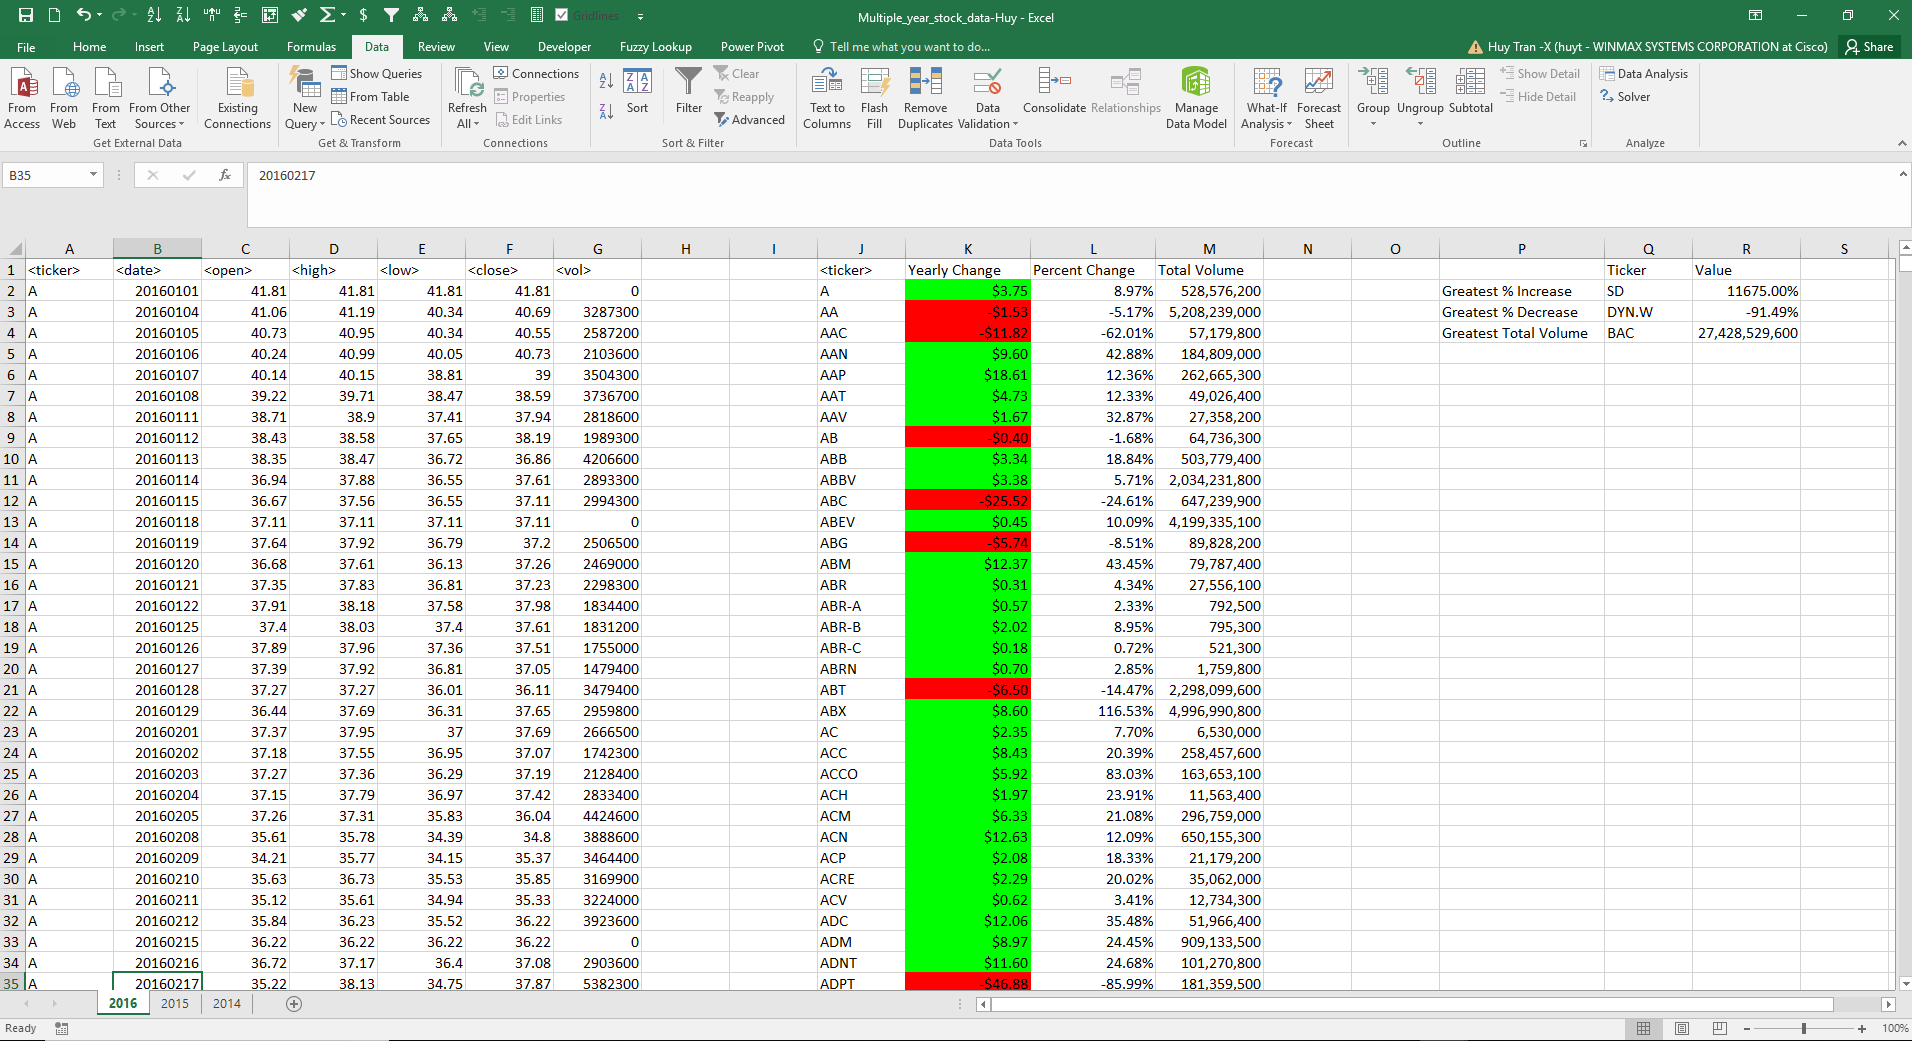 Gridlines
Multiple_year_stock_data-Huy - Excel
File Home Insert Page Layout Formulas Data Review View Developer Fuzzy Lookup Power Pivot Tell me what you want to do... Huy Tran -X (huyt - WINMAX SYSTEMS CORPORATION at Cisco) Share
From Access
From Web
From Text
From Other Sources
Get External Data
Existing Connections
New Query
Show Queries
From Table
Recent Sources
Get & Transform
Refresh All
Connections
Properties
Edit Links
Connections
Sort
Filter
Clear
Reapply
Advanced
Sort & Filter
Text to Columns
Flash Fill
Remove Duplicates
Data Validation
Consolidate
Relationships
Manage Data Model
Data Tools
What-If Analysis
Forecast Sheet
Forecast
Group
Ungroup
Subtotal
Show Detail
Hide Detail
Outline
Data Analysis
Solver
Analyze
B35 fx 20160217
A B C D E F G H I J K L M N O P Q R S
1 <ticker> <date> <open> <high> <low> <close> <vol> <ticker> Yearly Change Percent Change Total Volume Ticker Value
2 A 20160101 41.81 41.81 41.81 41.81 0 A $3.75 8.97% 528,576,200 Greatest % Increase SD 11675.00%
3 A 20160104 41.06 41.19 40.34 40.69 3287300 AA -$1.53 -5.17% 5,208,239,000 Greatest % Decrease DYN.W -91.49%
4 A 20160105 40.73 40.95 40.34 40.55 2587200 AAC -$11.82 -62.01% 57,179,800 Greatest Total Volume BAC 27,428,529,600
5 A 20160106 40.24 40.99 40.05 40.73 2103600 AAN $9.60 42.88% 184,809,000
6 A 20160107 40.14 40.15 38.81 39 3504300 AAP $18.61 12.36% 262,665,300
7 A 20160108 39.22 39.71 38.47 38.59 3736700 AAT $4.73 12.33% 49,026,400
8 A 20160111 38.71 38.9 37.41 37.94 2818600 AAV $1.67 32.87% 27,358,200
9 A 20160112 38.43 38.58 37.65 38.19 1989300 AB -$0.40 -1.68% 64,736,300
10 A 20160113 38.35 38.47 36.72 36.86 4206600 ABB $3.34 18.84% 503,779,400
11 A 20160114 36.94 37.88 36.55 37.61 2893300 ABBV $3.38 5.71% 2,034,231,800
12 A 20160115 36.67 37.56 36.55 37.11 2994300 ABC -$25.52 -24.61% 647,239,900
13 A 20160118 37.11 37.11 37.11 37.11 0 ABEV $0.45 10.09% 4,199,335,100
14 A 20160119 37.64 37.92 36.79 37.2 2506500 ABG -$5.74 -8.51% 89,828,200
15 A 20160120 36.68 37.61 36.13 37.26 2469000 ABM $12.37 43.45% 79,787,400
16 A 20160121 37.35 37.83 36.81 37.23 2298300 ABR $0.31 4.34% 27,556,100
17 A 20160122 37.91 38.18 37.58 37.98 1834400 ABR-A $0.57 2.33% 792,500
18 A 20160125 37.4 38.03 37.4 37.61 1831200 ABR-B $2.02 8.95% 795,300
19 A 20160126 37.89 37.96 37.36 37.51 1755000 ABR-C $0.18 0.72% 521,300
20 A 20160127 37.39 37.92 36.81 37.05 1479400 ABRN $0.70 2.85% 1,759,800
21 A 20160128 37.27 37.27 36.01 36.11 3479400 ABT -$6.50 -14.47% 2,298,099,600
22 A 20160129 36.44 37.69 36.31 37.65 2959800 ABX $8.60 116.53% 4,996,990,800
23 A 20160201 37.37 37.95 37 37.69 2666500 AC $2.35 7.70% 6,530,000
24 A 20160202 37.18 37.55 36.95 37.07 1742300 ACC $8.43 20.39% 258,457,600
25 A 20160203 37.27 37.36 36.29 37.19 2128400 ACCO $5.92 83.03% 163,653,100
26 A 20160204 37.15 37.79 36.97 37.42 2833400 ACH $1.97 23.91% 11,563,400
27 A 20160205 37.26 37.31 35.83 36.04 4424600 ACM $6.33 21.08% 296,759,000
28 A 20160208 35.61 35.78 34.39 34.8 3888600 ACN $12.63 12.09% 650,155,300
29 A 20160209 34.21 35.77 34.15 35.37 3464400 ACP $2.08 18.33% 21,179,200
30 A 20160210 35.63 36.73 35.53 35.85 3169900 ACRE $2.29 20.02% 35,062,000
31 A 20160211 35.12 35.61 34.94 35.33 3224000 ACV $0.62 3.41% 12,734,300
32 A 20160212 35.84 36.23 35.52 36.22 3923600 ADC $12.06 35.48% 51,966,400
33 A 20160215 36.22 36.22 36.22 36.22 0 ADM $8.97 24.45% 909,133,500
34 A 20160216 36.72 37.17 36.4 37.08 2903600 ADNT $11.60 24.68% 101,270,800
35 A 20160217 35.22 38.13 34.75 37.87 5382300 ADPT -$46.88 -85.99% 181,359,500
2016 2015 2014
Ready 100%